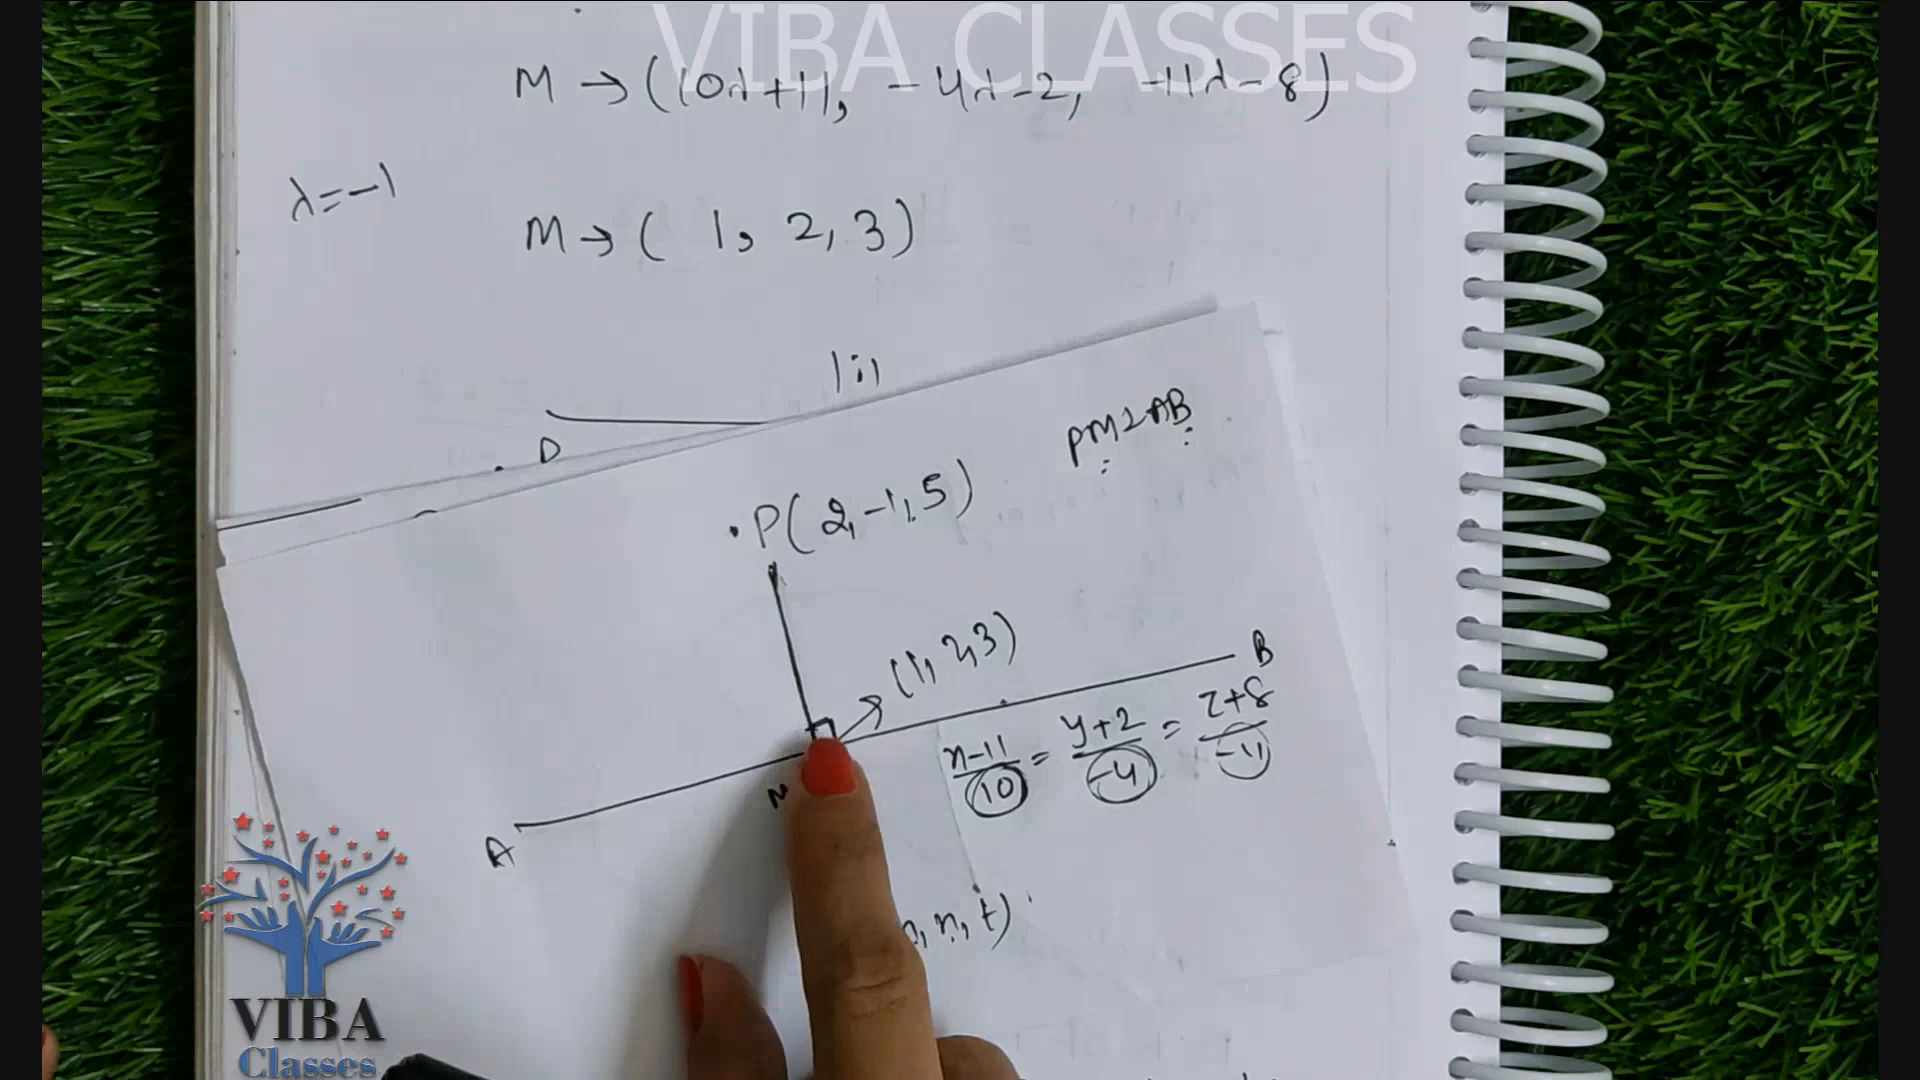 VIBA CLASSES
M → (10λ+11, -4λ-2, -11λ-8)
λ=-1
M → ( 1, 2, 3)
1:1
D
PM⊥AB
.P(2,-1,5)
(1,2,3)
B
x-11/10 = y+2/-4 = z+8/-11
M
A
n, t)
VIBA
Classes